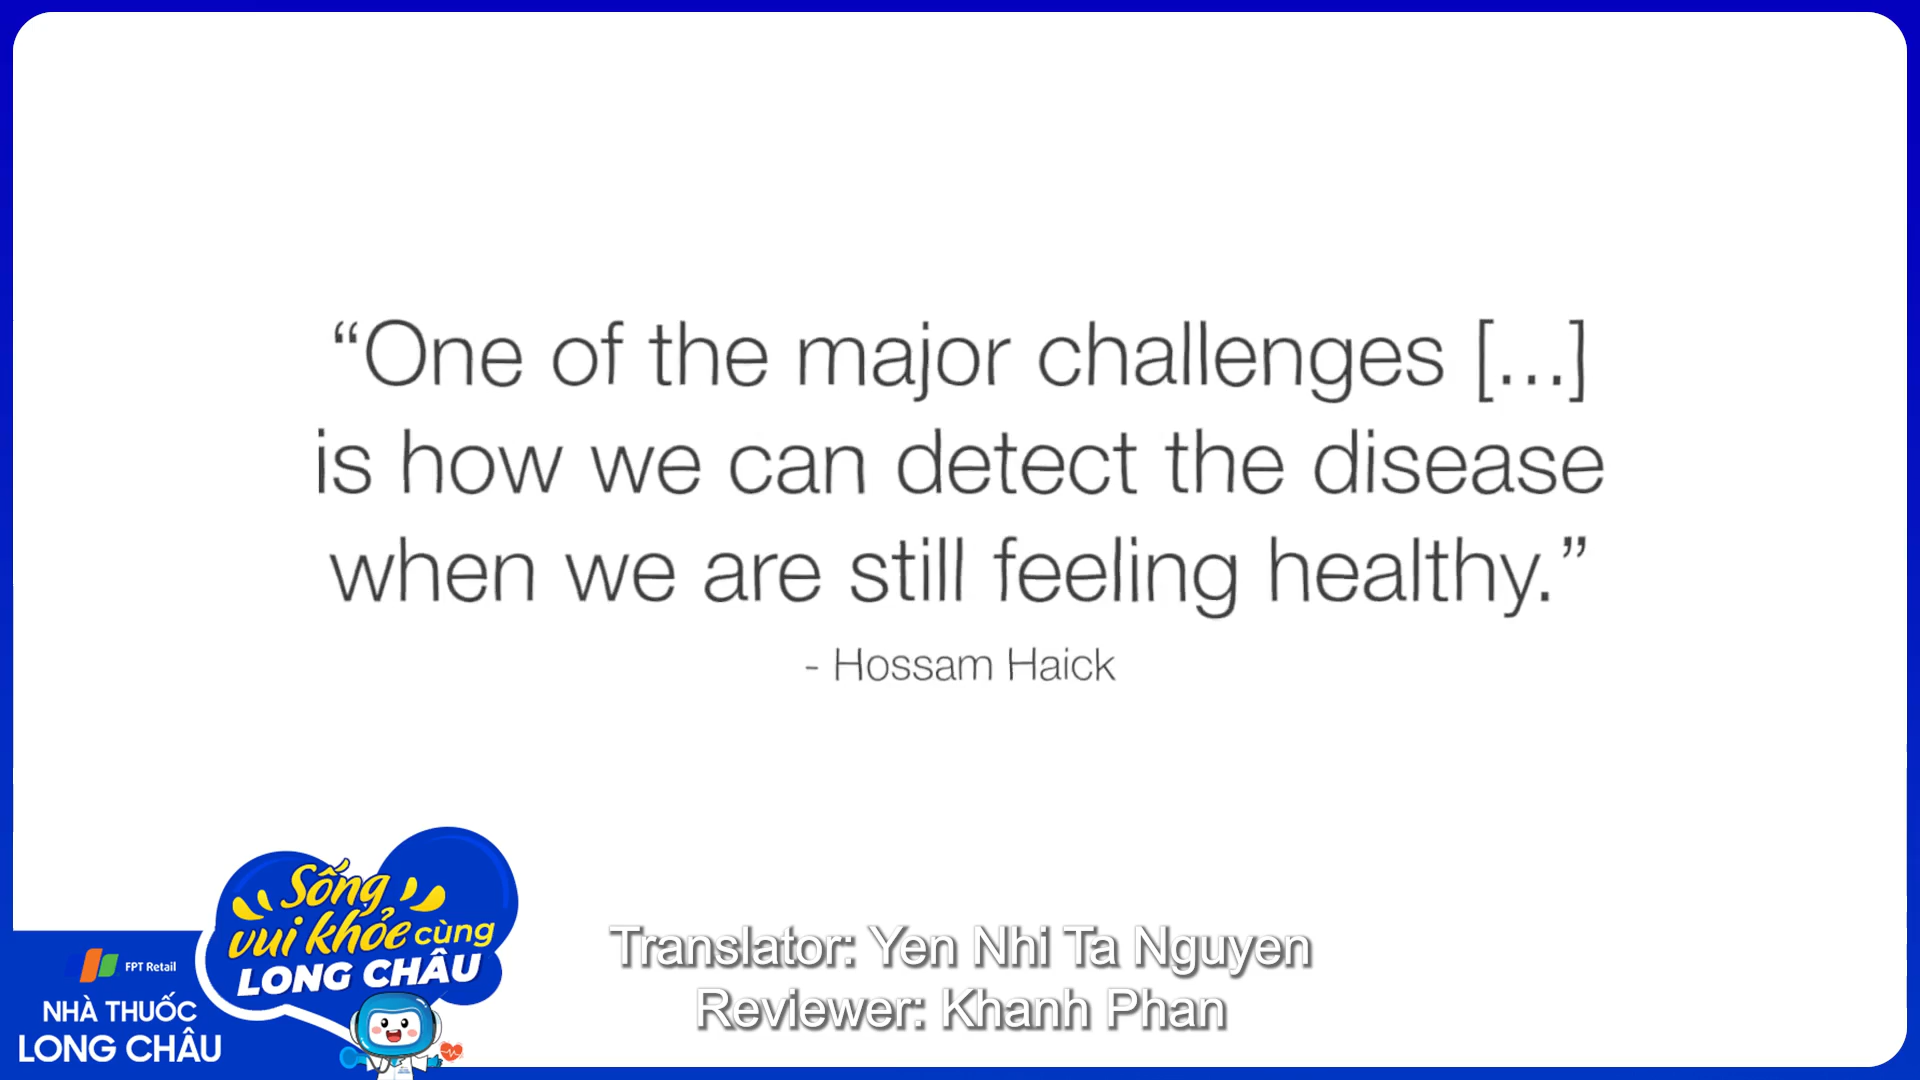 “One of the major challenges [...]
is how we can detect the disease
when we are still feeling healthy.”
- Hossam Haick
Sống
vui khỏe cùng
LONG CHÂU
FPT Retail
NHÀ THUỐC
LONG CHÂU
Translator: Yen Nhi Ta Nguyen
Reviewer: Khanh Phan